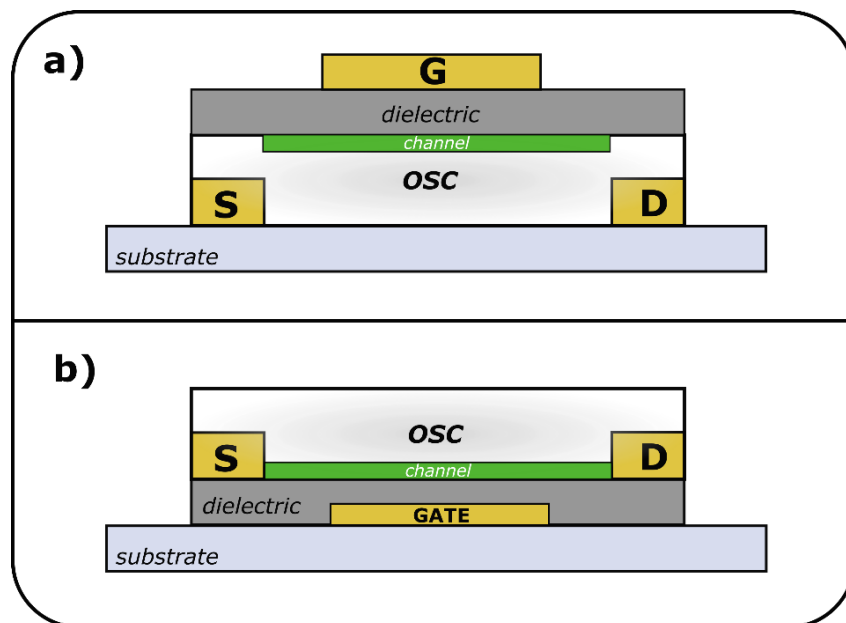 a)
G
dielectric
channel
OSC
S
D
substrate
b)
OSC
S
D
channel
dielectric
GATE
substrate